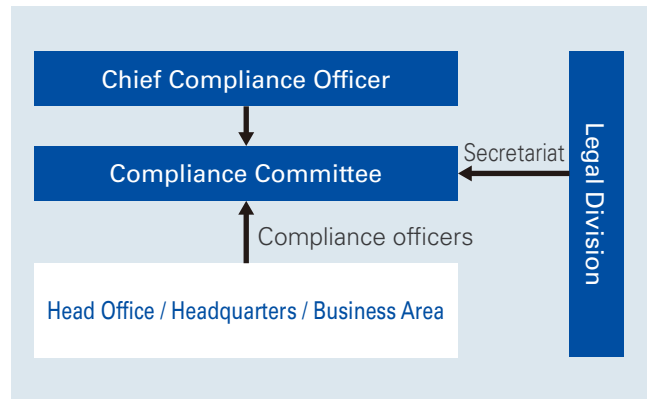 Chief Compliance Officer
Secretariat
Legal Division
Compliance Committee
Compliance officers
Head Office / Headquarters / Business Area